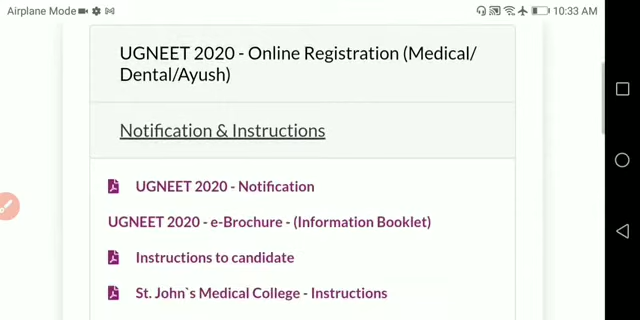 Airplane Mode
10:33 AM
UGNEET 2020 - Online Registration (Medical/
Dental/Ayush)
Notification & Instructions
UGNEET 2020 - Notification
UGNEET 2020 - e-Brochure - (Information Booklet)
Instructions to candidate
St. John`s Medical College - Instructions